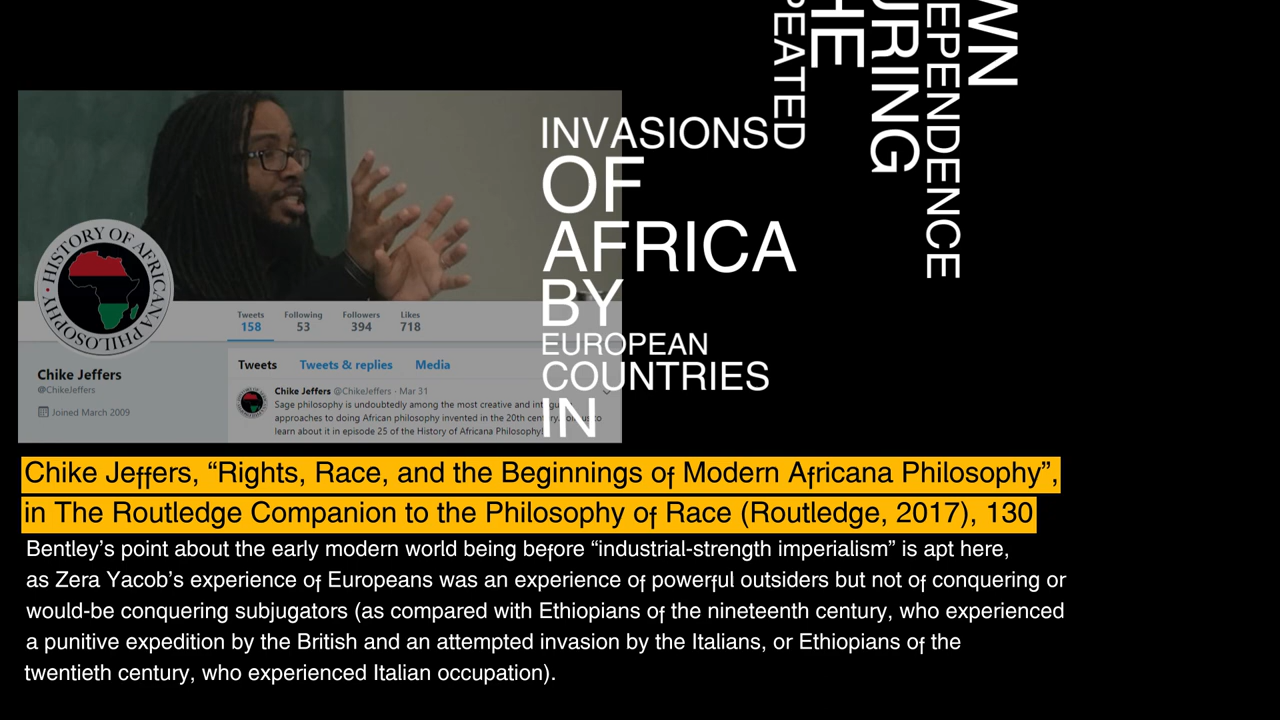 PEATED
HE
URING
EPENDENCE
WN
INVASIONS
OF
AFRICA
BY
EUROPEAN
COUNTRIES
IN
HISTORY OF AFRICANA PHILOSOPHY
Tweets Following Followers Likes
158 53 394 718
Chike Jeffers
@ChikeJeffers
Joined March 2009
Tweets Tweets & replies Media
Chike Jeffers @ChikeJeffers · Mar 31
Sage philosophy is undoubtedly among the most creative and
approaches to doing African philosophy invented in the 20th
learn about it in episode 25 of the History of Africana Philosophy!
Chike Jeffers, “Rights, Race, and the Beginnings of Modern Africana Philosophy”,
in The Routledge Companion to the Philosophy of Race (Routledge, 2017), 130
Bentley’s point about the early modern world being before “industrial-strength imperialism” is apt here,
as Zera Yacob’s experience of Europeans was an experience of powerful outsiders but not of conquering or
would-be conquering subjugators (as compared with Ethiopians of the nineteenth century, who experienced
a punitive expedition by the British and an attempted invasion by the Italians, or Ethiopians of the
twentieth century, who experienced Italian occupation).